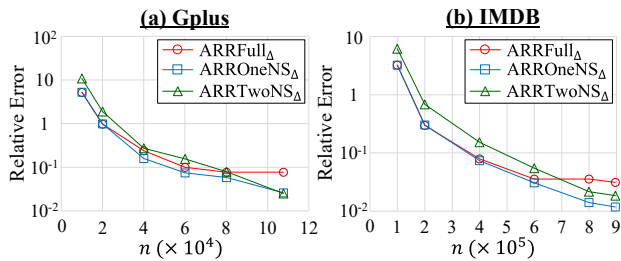 (a) Gplus
(b) IMDB
Relative Error
10²
10
1
10⁻¹
10⁻²
ARRFull_Δ
ARROneNS_Δ
ARRTwoNS_Δ
0 2 4 6 8 10 12
n (× 10⁴)
Relative Error
10
1
10⁻¹
10⁻²
ARRFull_Δ
ARROneNS_Δ
ARRTwoNS_Δ
0 1 2 3 4 5 6 7 8 9
n (× 10⁵)